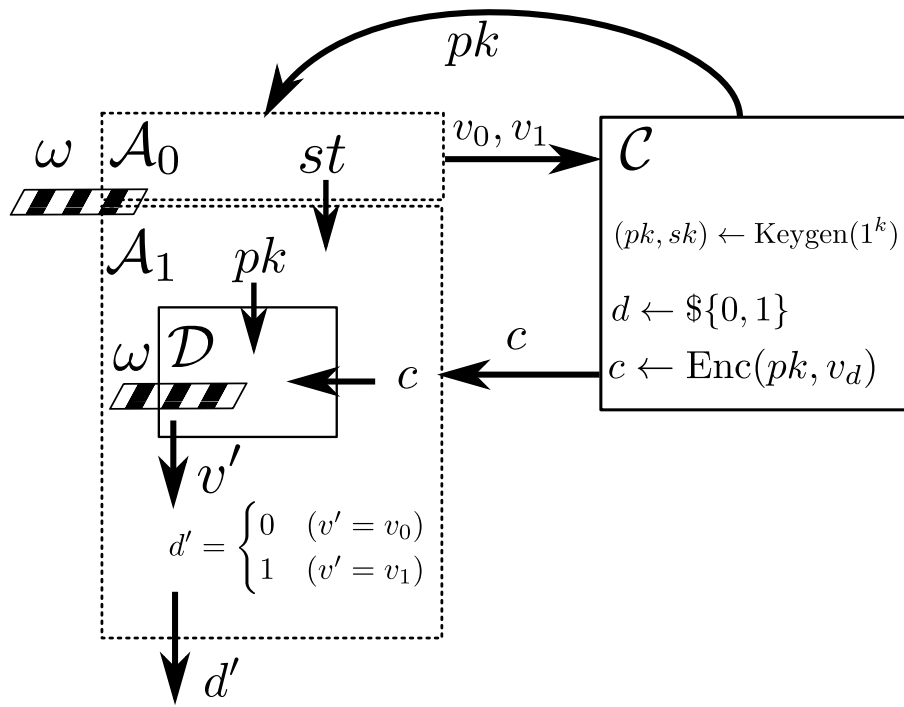 pk
ω 𝒜₀ st v₀, v₁ 𝒞
(pk, sk) ← Keygen(1ᵏ)
𝒜₁ pk
d ← ${0, 1}
ω 𝒟 c c
c ← Enc(pk, v_d)
v′
d′ = { 0 (v′ = v₀)
1 (v′ = v₁)
d′